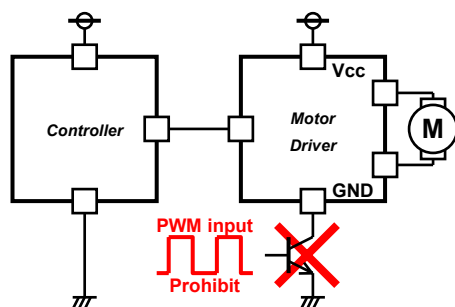 Vcc
Controller
Motor
Driver
M
GND
PWM input
Prohibit